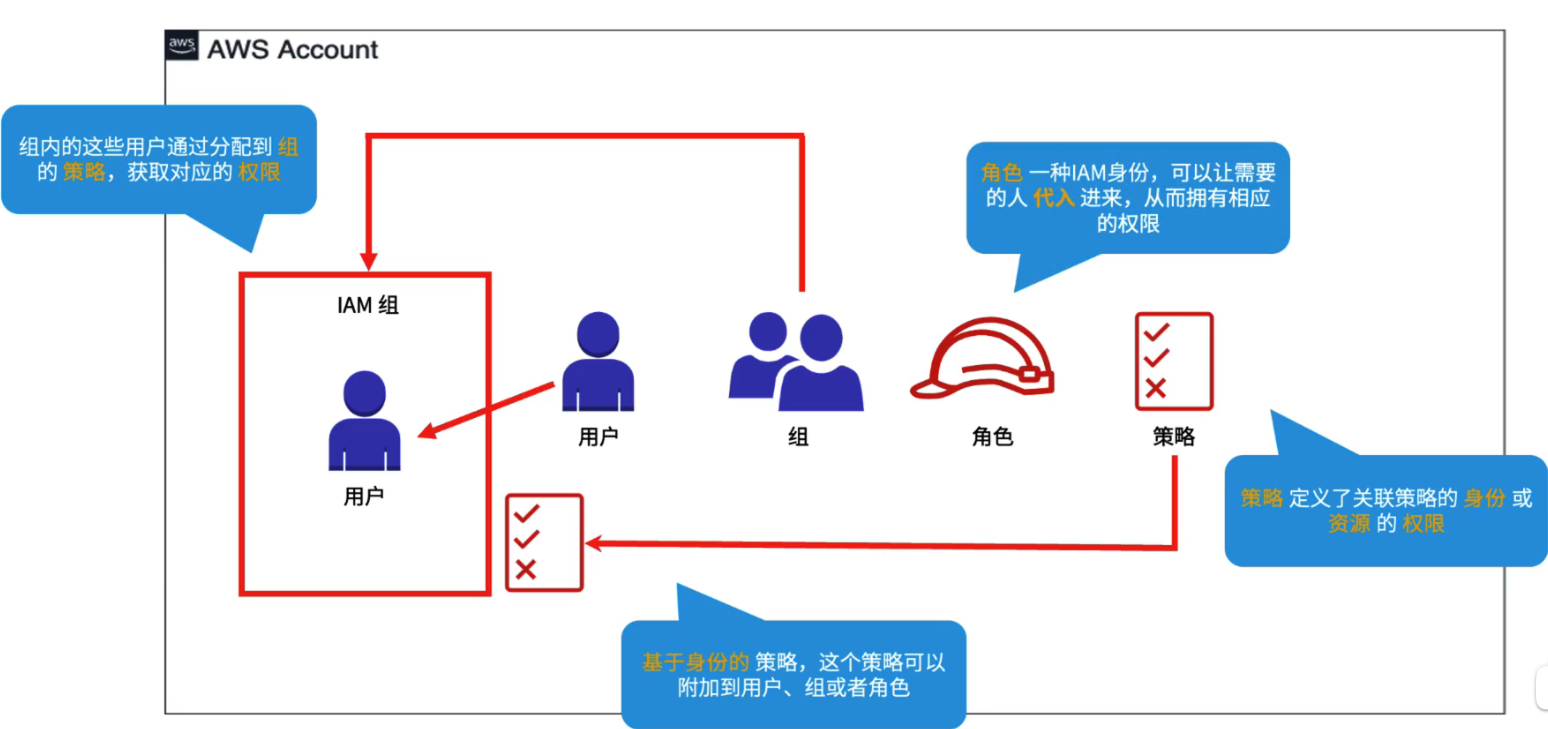 aws AWS Account
组内的这些用户通过分配到 组
的 策略，获取对应的 权限
角色 一种IAM身份，可以让需要
的人 代入 进来，从而拥有相应
的权限
IAM 组
用户
组
角色
策略
用户
策略 定义了关联策略的 身份 或
资源 的 权限
基于身份的 策略，这个策略可以
附加到用户、组或者角色